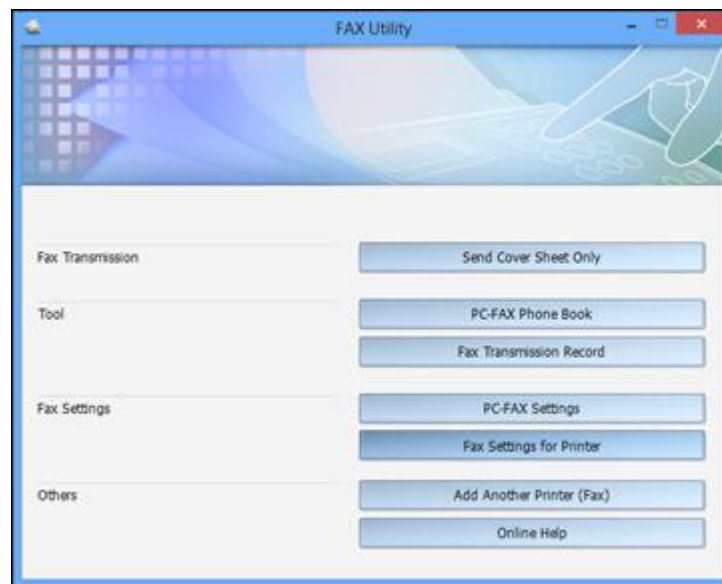 FAX Utility
Fax Transmission
Send Cover Sheet Only
Tool
PC-FAX Phone Book
Fax Transmission Record
Fax Settings
PC-FAX Settings
Fax Settings for Printer
Others
Add Another Printer (Fax)
Online Help